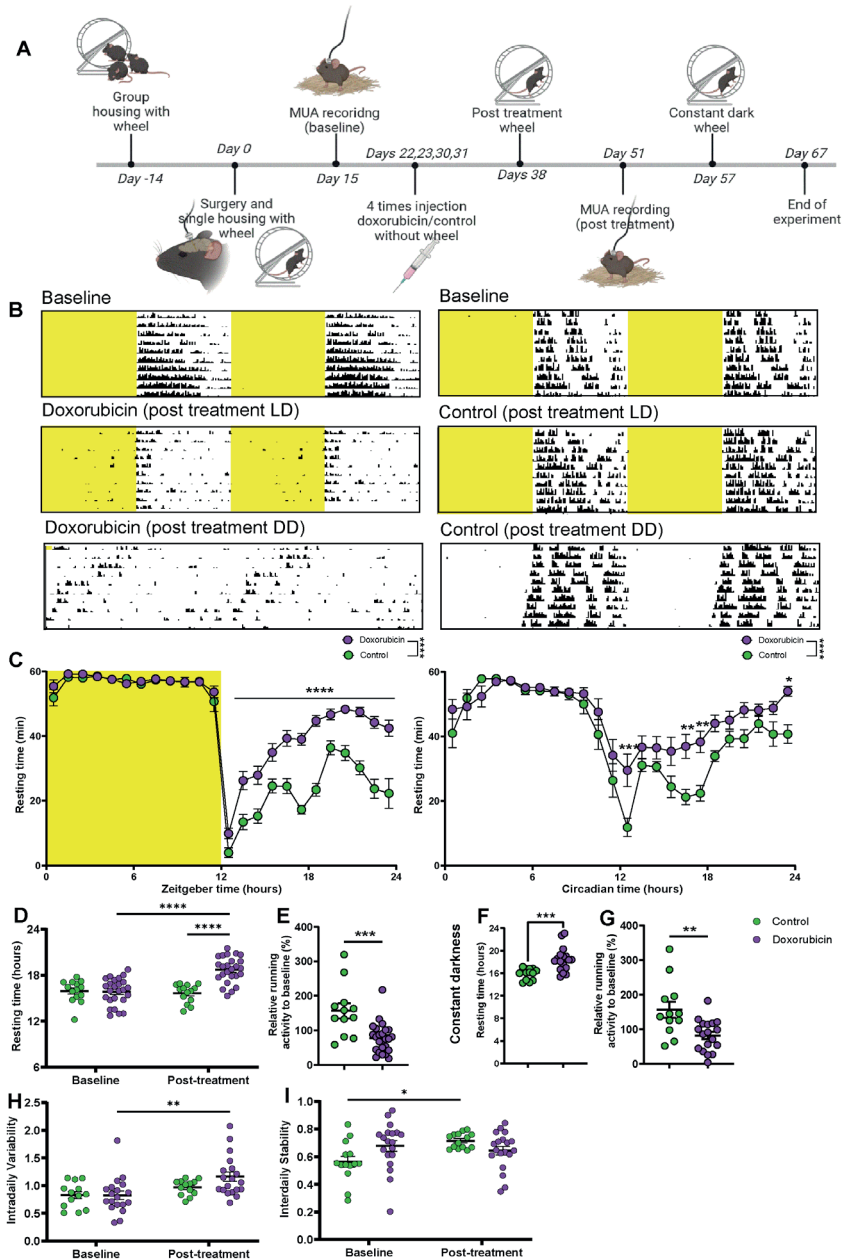 A
Group
housing with
wheel
MUA recoridng
(baseline)
Post treatment
wheel
Constant dark
wheel
Day 0
Days 22,23,30,31
Day 51
Day 67
Day -14
Day 15
Days 38
Day 57
Surgery and
single housing with
wheel
4 times injection
doxorubicin/control
without wheel
MUA recording
(post treatment)
End of
experiment
B
Baseline
Baseline
Doxorubicin (post treatment LD)
Control (post treatment LD)
Doxorubicin (post treatment DD)
Control (post treatment DD)
C
Doxorubicin
Control
****
Doxorubicin
Control
****
Resting time (min)
60
40
20
0
****
0 6 12 18 24
Zeitgeber time (hours)
Resting time (min)
60
40
20
0
***
**
**
*
0 6 12 18 24
Circadian time (hours)
D
Resting time (hours)
24
21
18
15
12
9
6
****
****
Baseline Post-treatment
E
Relative running
activity to baseline (%)
400
300
200
100
0
***
Constant darkness
F
Resting time (hours)
24
20
16
12
8
4
0
***
G
Relative running
activity to baseline (%)
400
300
200
100
0
**
Control
Doxorubicin
H
Intradaily Variability
2.5
2.0
1.5
1.0
0.5
0.0
**
Baseline Post-treatment
I
Interdaily Stability
1.0
0.8
0.6
0.4
0.2
0.0
*
Baseline Post-treatment